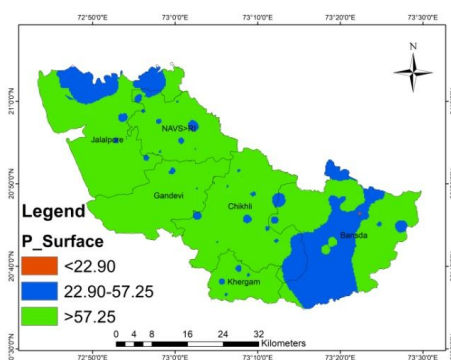 72°50'0"E 73°0'0"E 73°10'0"E 73°20'0"E 73°30'0"E
N
21°0'0"N
NAVS>RI
Jalalpore
20°50'0"N
Gandevi
Chikhli
Legend
Bansda
P_Surface
<22.90
20°40'0"N
Khergam
22.90-57.25
>57.25
0 4 8 16 24 32
Kilometers
72°50'0"E 73°0'0"E 73°10'0"E 73°20'0"E 73°30'0"E